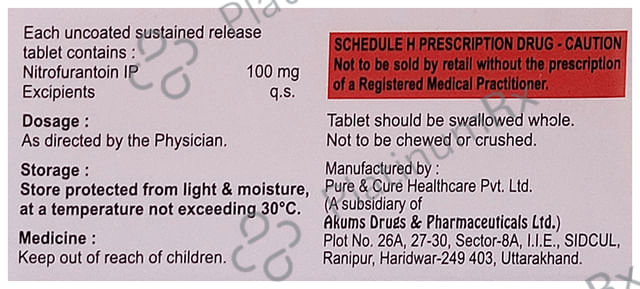 Each uncoated sustained release
tablet contains :
Nitrofurantoin IP 100 mg
Excipients q.s.
Dosage :
As directed by the Physician.
Storage :
Store protected from light & moisture,
at a temperature not exceeding 30°C.
Medicine :
Keep out of reach of children.
SCHEDULE H PRESCRIPTION DRUG - CAUTION
Not to be sold by retail without the prescription
of a Registered Medical Practitioner.
Tablet should be swallowed whole.
Not to be chewed or crushed.
Manufactured by :
Pure & Cure Healthcare Pvt. Ltd.
(A subsidiary of
Akums Drugs & Pharmaceuticals Ltd.)
Plot No. 26A, 27-30, Sector-8A, I.I.E., SIDCUL,
Ranipur, Haridwar-249 403, Uttarakhand.
PlatinumRx